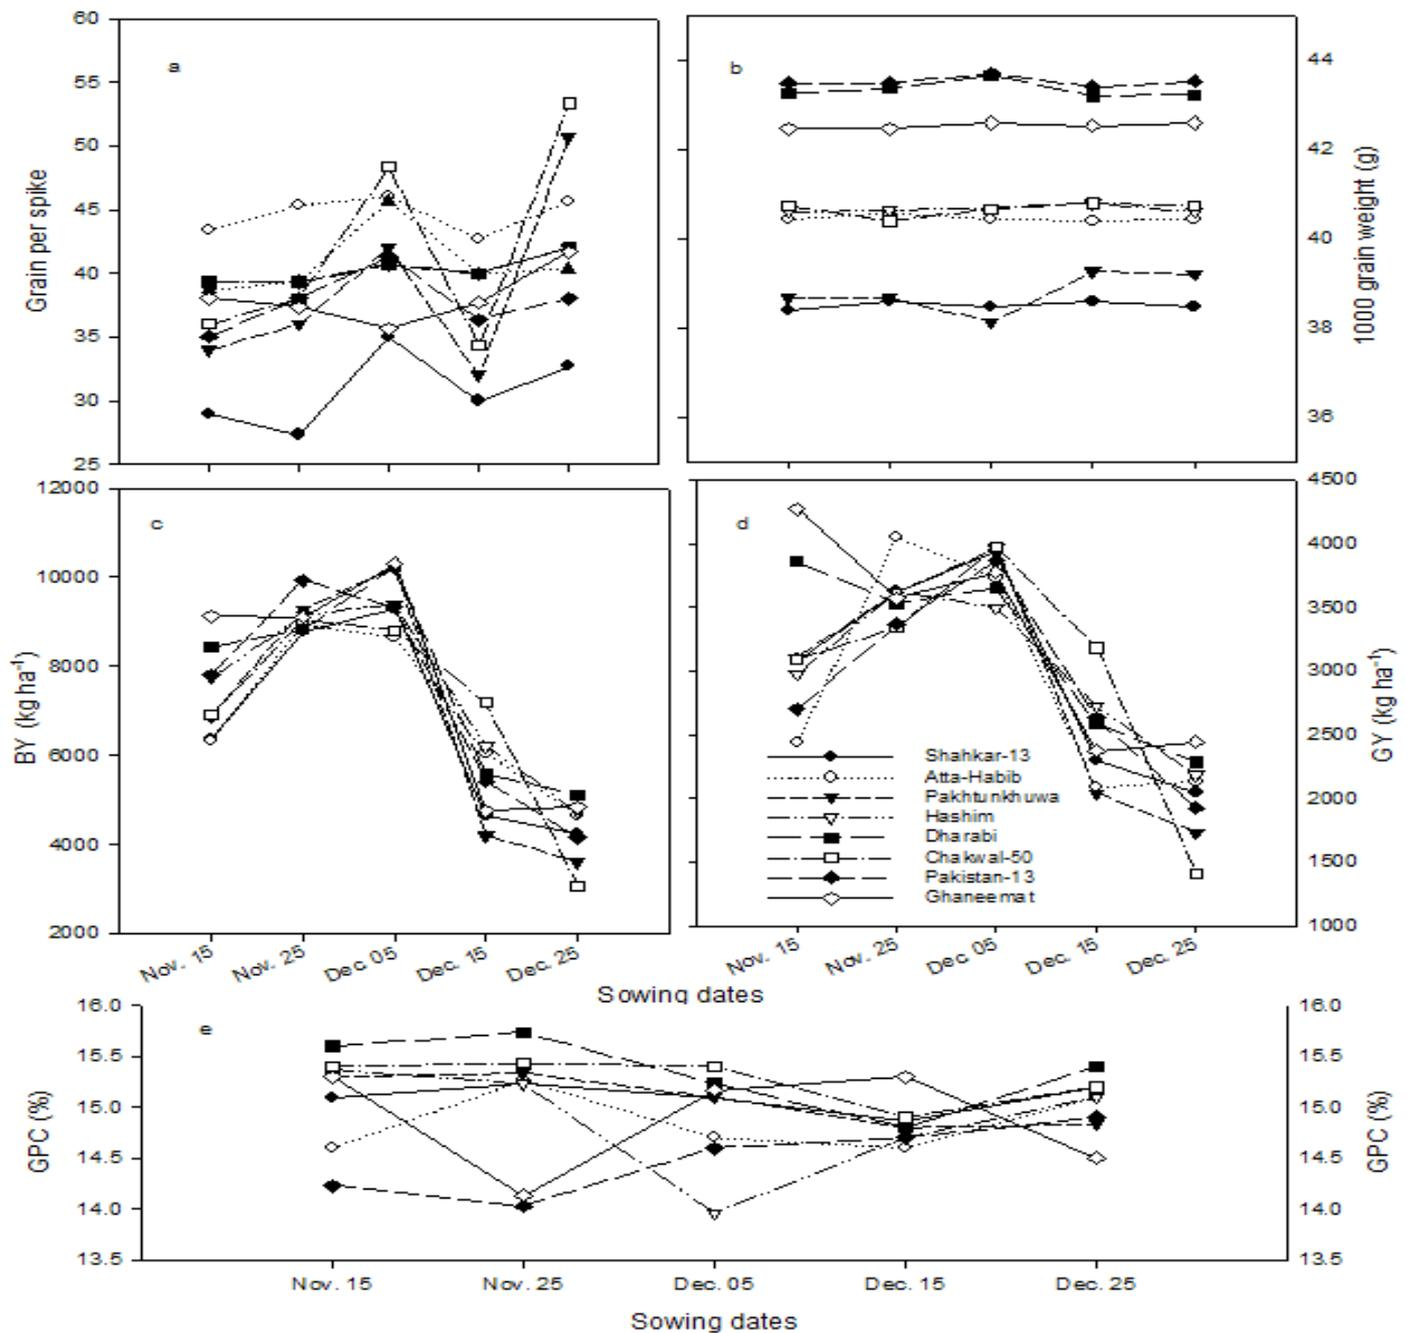 a
Grain per spike
60
55
50
45
40
35
30
25
b
1000 grain weight (g)
44
42
40
38
36
c
BY (kg ha⁻¹)
12000
10000
8000
6000
4000
2000
Nov. 15
Nov. 25
Dec 05
Dec. 15
Dec. 25
d
GY (kg ha⁻¹)
4500
4000
3500
3000
2500
2000
1500
1000
Shahkar-13
Atta-Habib
Pakhtunkhuwa
Hashim
Dharabi
Chakwal-50
Pakistan-13
Ghaneemat
Nov. 15
Nov. 25
Dec 05
Dec. 15
Dec. 25
Sowing dates
e
GPC (%)
16.0
15.5
15.0
14.5
14.0
13.5
16.0
15.5
15.0
14.5
14.0
13.5
GPC (%)
Nov. 15
Nov. 25
Dec. 05
Dec. 15
Dec. 25
Sowing dates